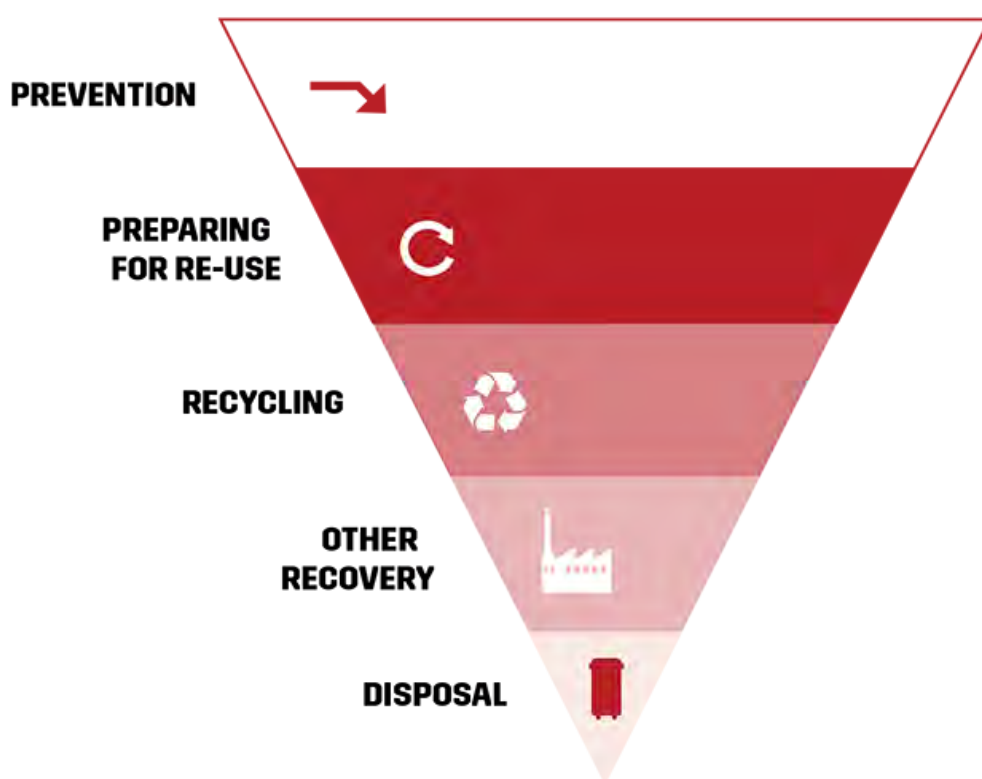 PREVENTION
PREPARING
FOR RE-USE
RECYCLING
OTHER
RECOVERY
DISPOSAL